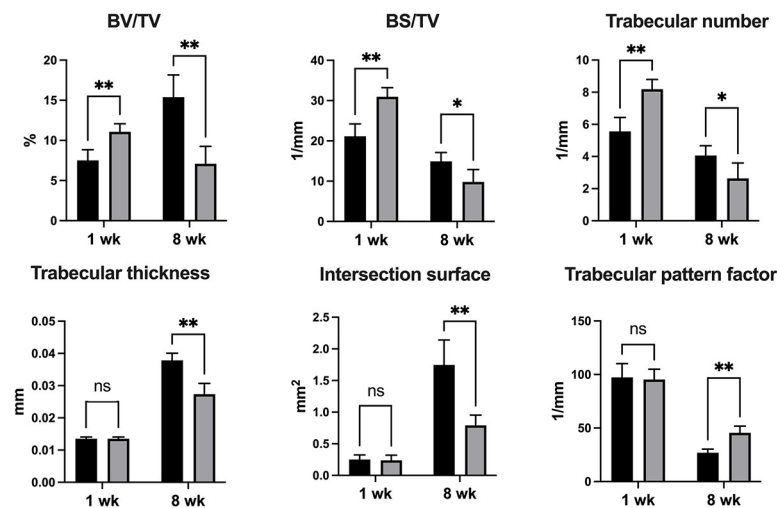 BV/TV
20
15
10
5
0
%
**
**
1 wk
8 wk
BS/TV
40
30
20
10
0
1/mm
**
*
1 wk
8 wk
Trabecular number
10
8
6
4
2
0
1/mm
**
*
1 wk
8 wk
Trabecular thickness
0.05
0.04
0.03
0.02
0.01
0.00
mm
ns
**
1 wk
8 wk
Intersection surface
2.5
2.0
1.5
1.0
0.5
0.0
mm²
ns
**
1 wk
8 wk
Trabecular pattern factor
150
100
50
0
1/mm
ns
**
1 wk
8 wk